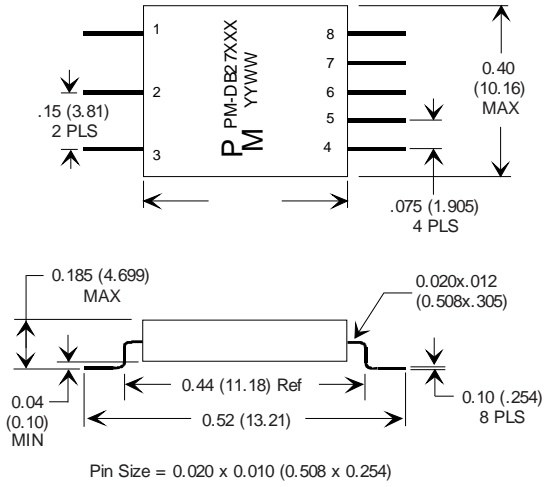 1
8
PM-DB27XXX
YYWW
PM
7
0.40
(10.16)
MAX
2
6
.15 (3.81)
2 PLS
5
3
4
.075 (1.905)
4 PLS
0.185 (4.699)
MAX
0.020x.012
(0.508x.305)
0.44 (11.18) Ref
0.04
(0.10)
MIN
0.10 (.254)
8 PLS
0.52 (13.21)
Pin Size = 0.020 x 0.010 (0.508 x 0.254)